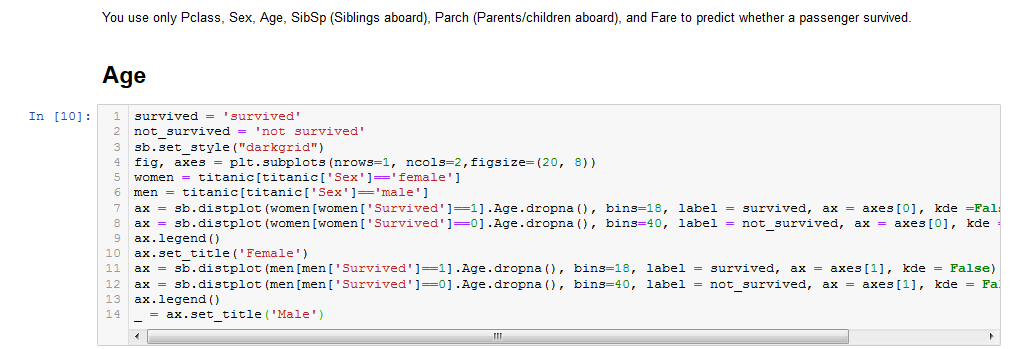 You use only Pclass, Sex, Age, SibSp (Siblings aboard), Parch (Parents/children aboard), and Fare to predict whether a passenger survived.
Age
In [10]:
1 survived = 'survived'
2 not_survived = 'not survived'
3 sb.set_style("darkgrid")
4 fig, axes = plt.subplots(nrows=1, ncols=2,figsize=(20, 8))
5 women = titanic[titanic['Sex']=='female']
6 men = titanic[titanic['Sex']=='male']
7 ax = sb.distplot(women[women['Survived']==1].Age.dropna(), bins=18, label = survived, ax = axes[0], kde =Fals
8 ax = sb.distplot(women[women['Survived']==0].Age.dropna(), bins=40, label = not_survived, ax = axes[0], kde =
9 ax.legend()
10 ax.set_title('Female')
11 ax = sb.distplot(men[men['Survived']==1].Age.dropna(), bins=18, label = survived, ax = axes[1], kde = False)
12 ax = sb.distplot(men[men['Survived']==0].Age.dropna(), bins=40, label = not_survived, ax = axes[1], kde = Fa
13 ax.legend()
14 _ = ax.set_title('Male')